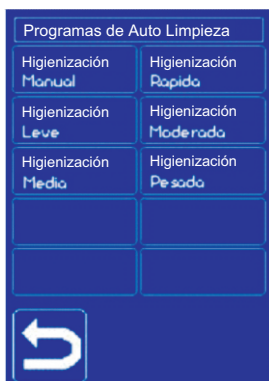 Programas de Auto Limpieza
Higienización
Manual
Higienización
Rapida
Higienización
Leve
Higienización
Moderada
Higienización
Media
Higienización
Pesada